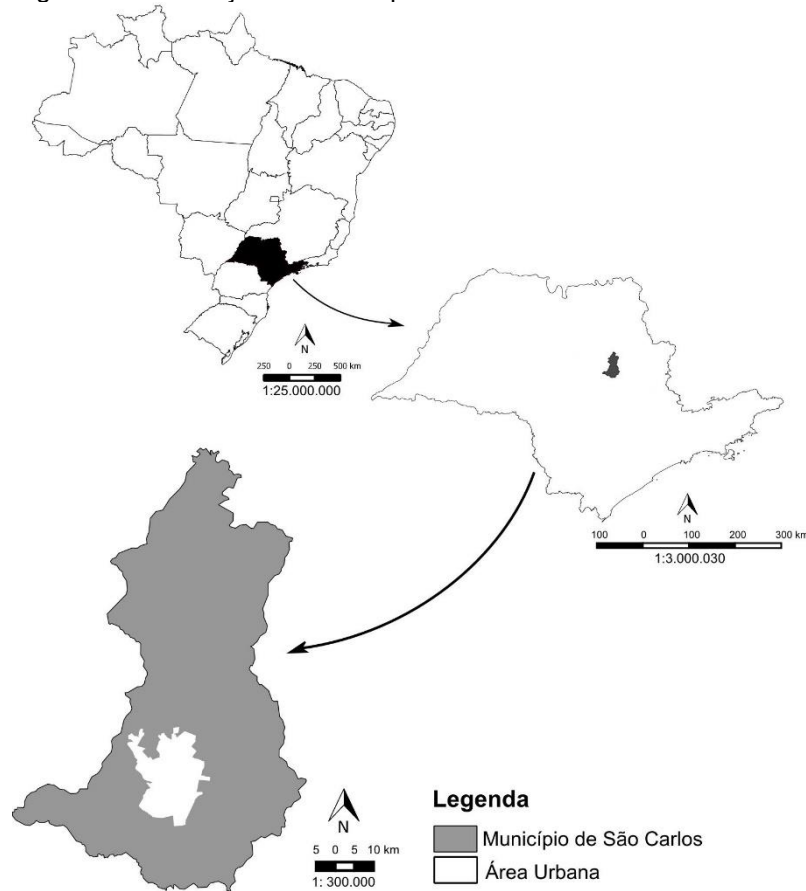 N
250 0 250 500 km
1:25.000.000
N
100 0 100 200 300 km
1:3.000.030
N
5 0 5 10 km
1: 300.000
Legenda
Município de São Carlos
Área Urbana